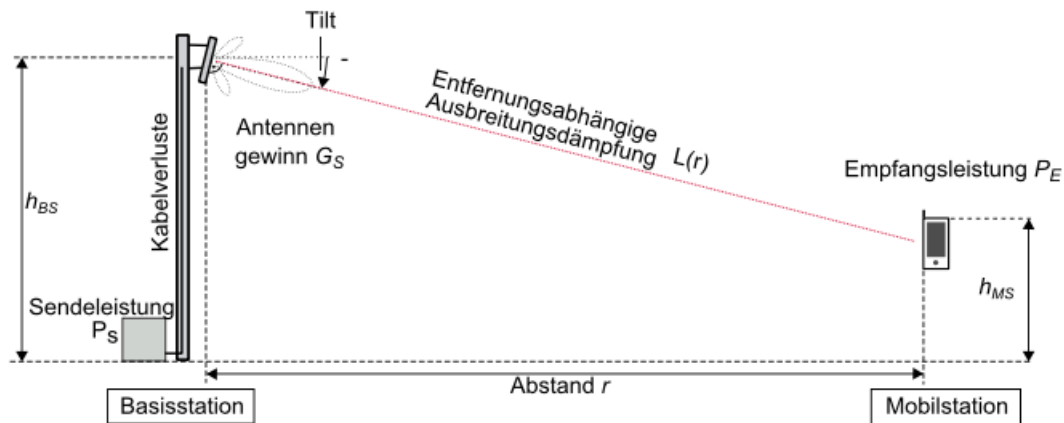 Tilt
-
Antennen
gewinn G_S
Entfernungsabhängige
Ausbreitungsdämpfung L(r)
Empfangsleistung P_E
h_BS
Kabelverluste
h_MS
Sendeleistung
P_S
Abstand r
Basisstation
Mobilstation